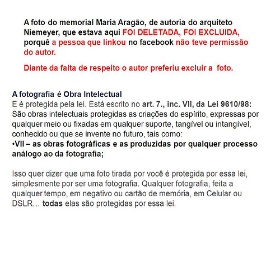 A foto do memorial Maria Aragão, de autoria do arquiteto
Niemeyer, que estava aqui FOI DELETADA, FOI EXCLUIDA,
porquê a pessoa que linkou no facebook não teve permissão
do autor.
Diante da falta de respeito o autor preferiu excluir a foto.
A fotografia é Obra Intelectual
E é protegida pela lei. Está escrito no art. 7., inc. VII, da Lei 9610/98:
São obras intelectuais protegidas as criações do espírito, expressas por
qualquer meio ou fixadas em qualquer suporte, tangível ou intangível,
conhecido ou que se invente no futuro, tais como:
•VII – as obras fotográficas e as produzidas por qualquer processo
análogo ao da fotografia;
Isso quer dizer que uma foto tirada por você é protegida por essa lei,
simplesmente por ser uma fotografia. Qualquer fotografia, feita a
qualquer tempo, em negativo ou cartão de memória, em Celular ou
DSLR... todas elas são protegidas por essa lei.